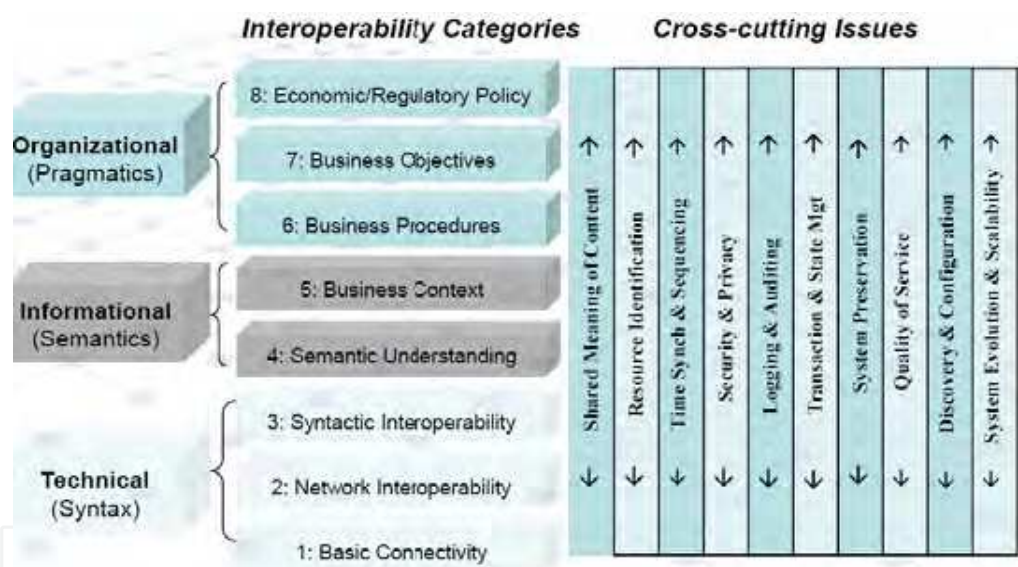 Interoperability Categories
Cross-cutting Issues
Organizational
(Pragmatics)
8: Economic/Regulatory Policy
7: Business Objectives
6: Business Procedures
Informational
(Semantics)
5: Business Context
4: Semantic Understanding
Technical
(Syntax)
3: Syntactic Interoperability
2: Network Interoperability
1: Basic Connectivity
Shared Meaning of Content
Resource Identification
Time Synch & Sequencing
Security & Privacy
Logging & Auditing
Transaction & State Mgt
System Preservation
Quality of Service
Discovery & Configuration
System Evolution & Scalability